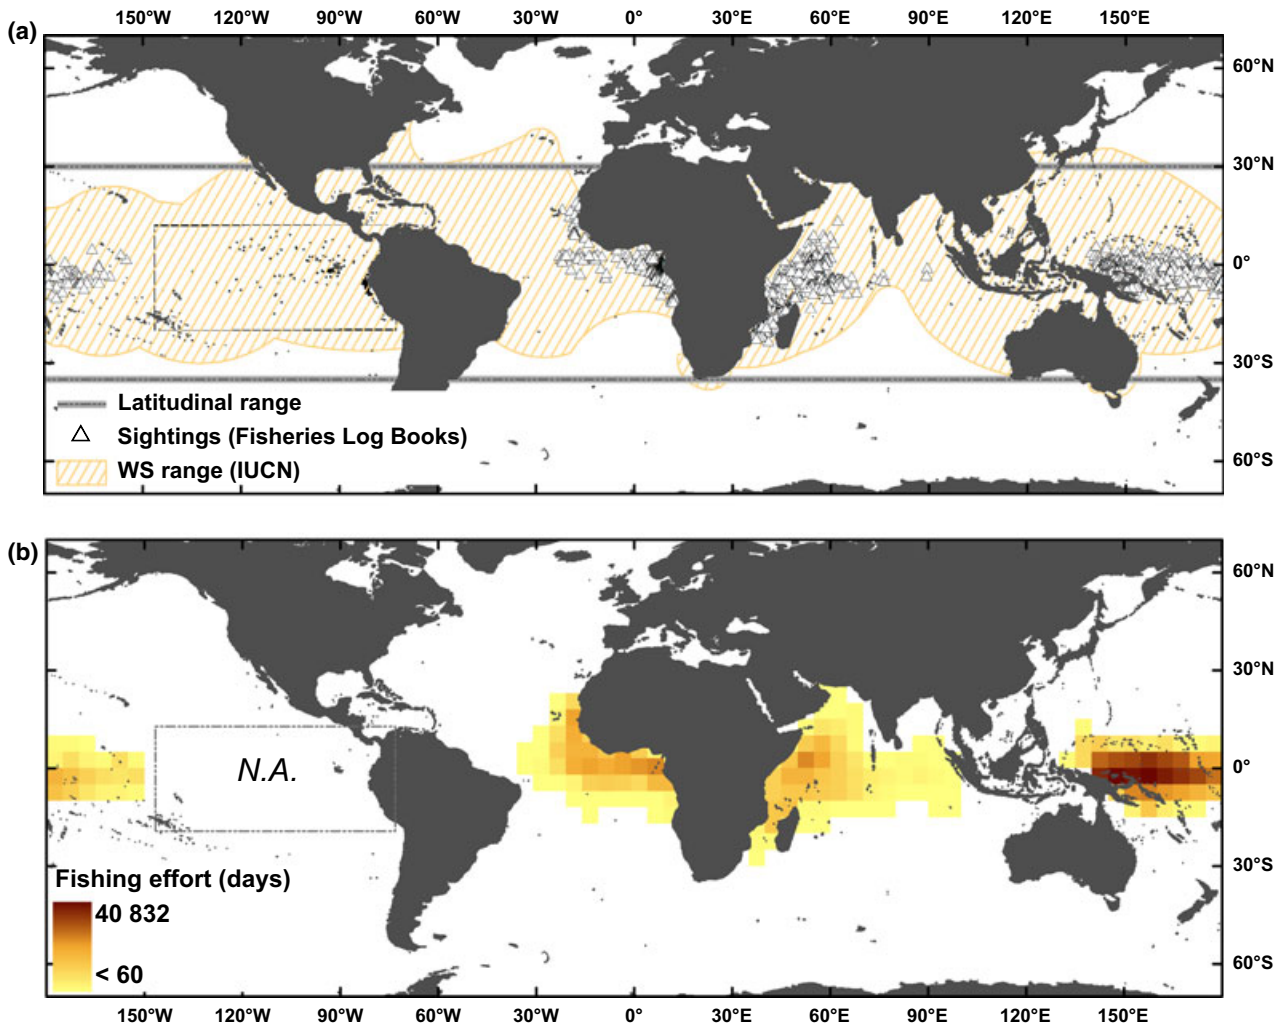 150°W 120°W 90°W 60°W 30°W 0° 30°E 60°E 90°E 120°E 150°E
(a)
60°N
30°N
0°
30°S
Latitudinal range
Sightings (Fisheries Log Books)
WS range (IUCN)
60°S
(b)
60°N
30°N
0°
N.A.
30°S
Fishing effort (days)
40 832
< 60
60°S
150°W 120°W 90°W 60°W 30°W 0° 30°E 60°E 90°E 120°E 150°E